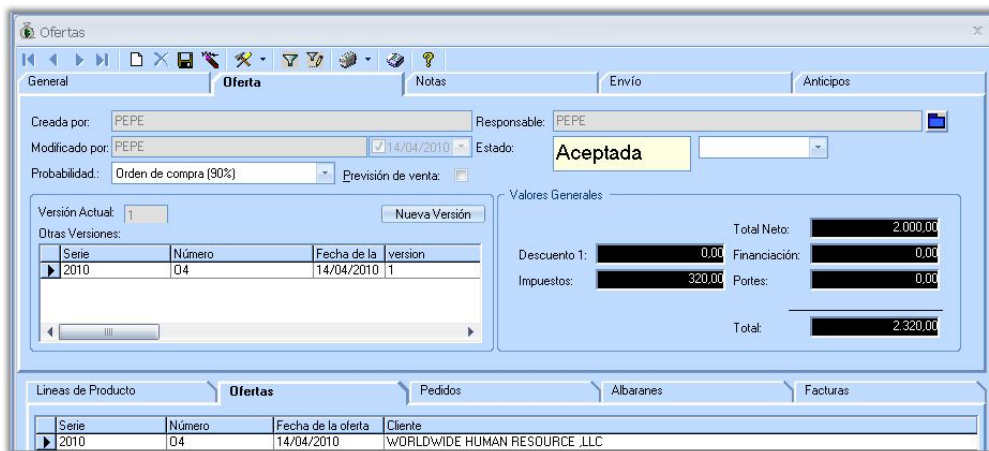 Ofertas
General Oferta Notas Envío Anticipos
Creada por: PEPE Responsable: PEPE
Modificado por: PEPE 14/04/2010 Estado: Aceptada
Probabilidad.: Orden de compra (90%) Previsión de venta:
Valores Generales
Versión Actual: 1 Nueva Versión
Otras Versiones:
Serie Número Fecha de la version
2010 04 14/04/2010 1
Total Neto: 2.000,00
Descuento 1: 0,00 Financiación: 0,00
Impuestos: 320,00 Portes: 0,00
Total: 2.320,00
Lineas de Producto Ofertas Pedidos Albaranes Facturas
Serie Número Fecha de la oferta Cliente
2010 04 14/04/2010 WORLDWIDE HUMAN RESOURCE ,LLC